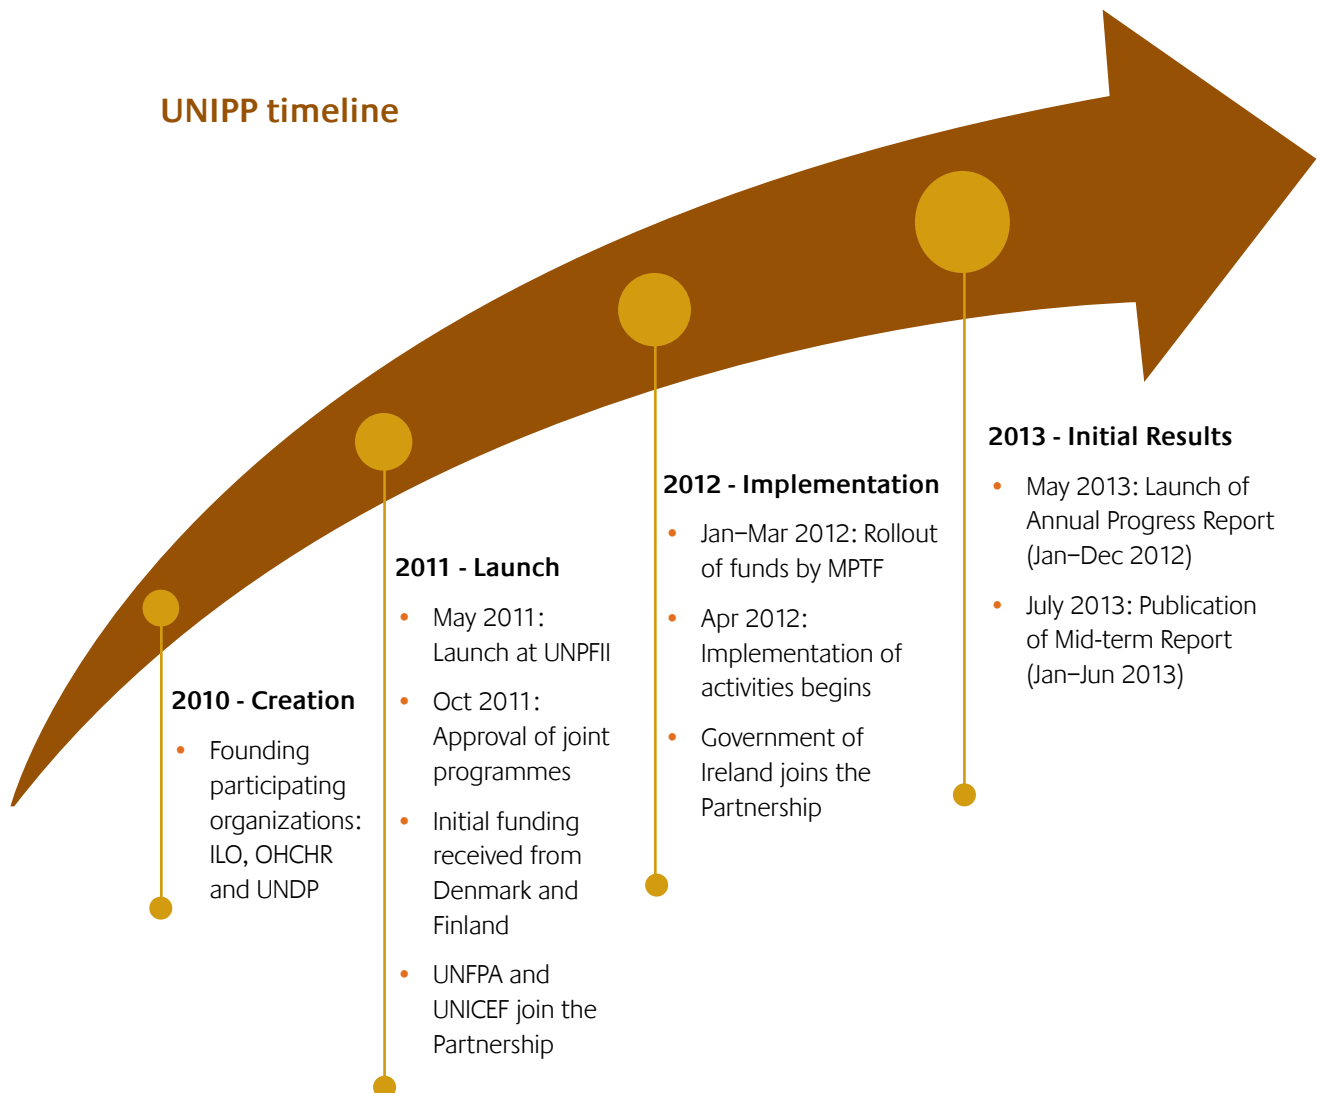 UNIPP timeline
2010 - Creation
• Founding
participating
organizations:
ILO, OHCHR
and UNDP
2011 - Launch
• May 2011:
Launch at UNPFII
• Oct 2011:
Approval of joint
programmes
• Initial funding
received from
Denmark and
Finland
• UNFPA and
UNICEF join the
Partnership
2012 - Implementation
• Jan–Mar 2012: Rollout
of funds by MPTF
• Apr 2012:
Implementation of
activities begins
• Government of
Ireland joins the
Partnership
2013 - Initial Results
• May 2013: Launch of
Annual Progress Report
(Jan–Dec 2012)
• July 2013: Publication
of Mid-term Report
(Jan–Jun 2013)